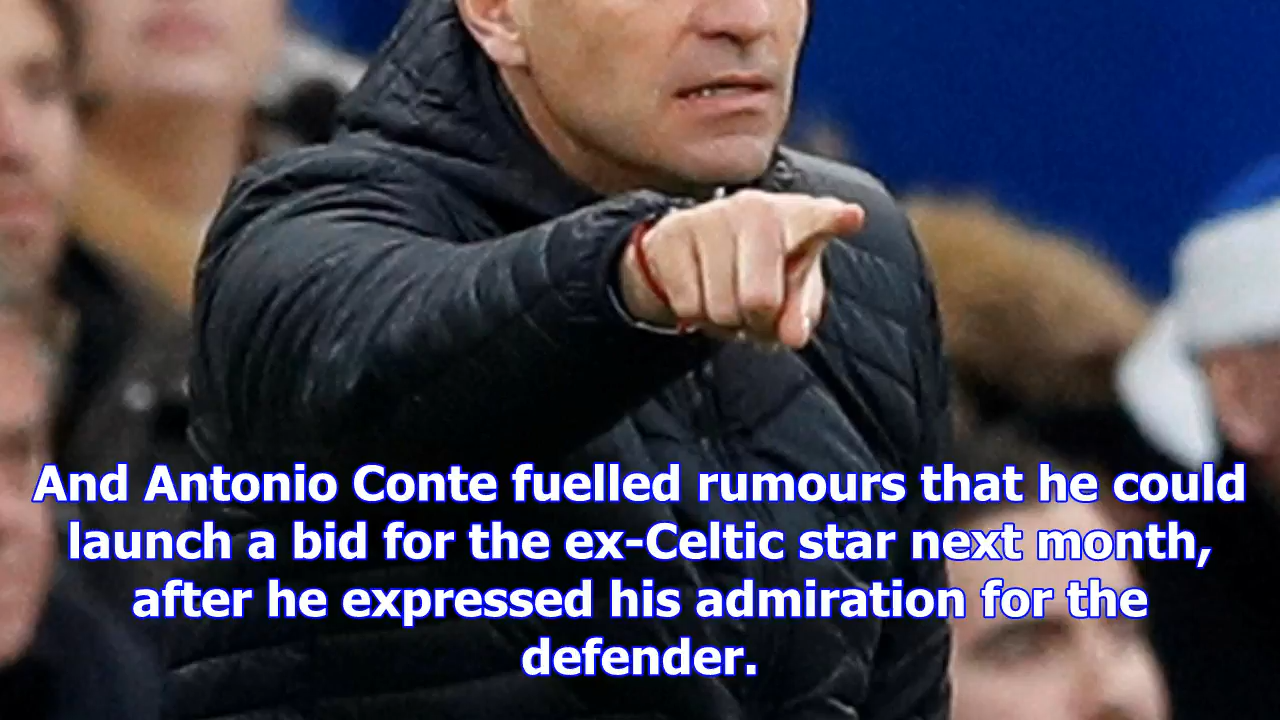 And Antonio Conte fuelled rumours that he could
launch a bid for the ex-Celtic star next month,
after he expressed his admiration for the
defender.